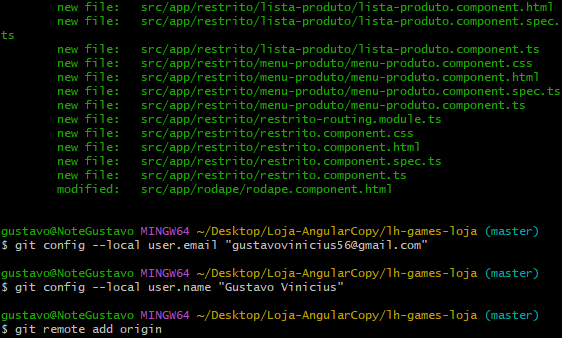 new file:   src/app/restrito/lista-produto/lista-produto.component.html
new file:   src/app/restrito/lista-produto/lista-produto.component.spec.
ts
new file:   src/app/restrito/lista-produto/lista-produto.component.ts
new file:   src/app/restrito/menu-produto/menu-produto.component.css
new file:   src/app/restrito/menu-produto/menu-produto.component.html
new file:   src/app/restrito/menu-produto/menu-produto.component.spec.ts
new file:   src/app/restrito/menu-produto/menu-produto.component.ts
new file:   src/app/restrito/restrito-routing.module.ts
new file:   src/app/restrito/restrito.component.css
new file:   src/app/restrito/restrito.component.html
new file:   src/app/restrito/restrito.component.spec.ts
new file:   src/app/restrito/restrito.component.ts
modified:   src/app/rodape/rodape.component.html
gustavo@NoteGustavo MINGW64 ~/Desktop/Loja-AngularCopy/lh-games-loja (master)
$ git config --local user.email "gustavovinicius56@gmail.com"
gustavo@NoteGustavo MINGW64 ~/Desktop/Loja-AngularCopy/lh-games-loja (master)
$ git config --local user.name "Gustavo Vinicius"
gustavo@NoteGustavo MINGW64 ~/Desktop/Loja-AngularCopy/lh-games-loja (master)
$ git remote add origin